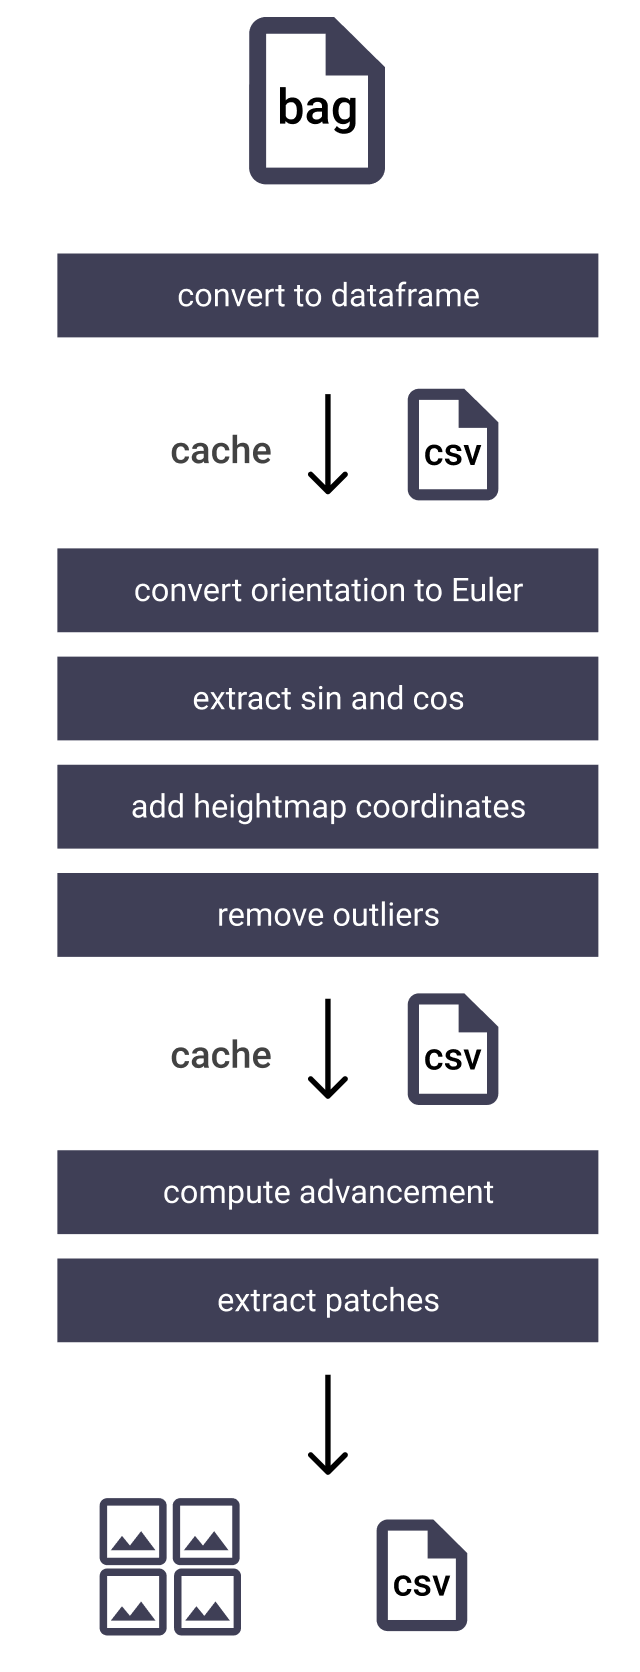 bag
convert to dataframe
cache
csv
convert orientation to Euler
extract sin and cos
add heightmap coordinates
remove outliers
cache
csv
compute advancement
extract patches
csv